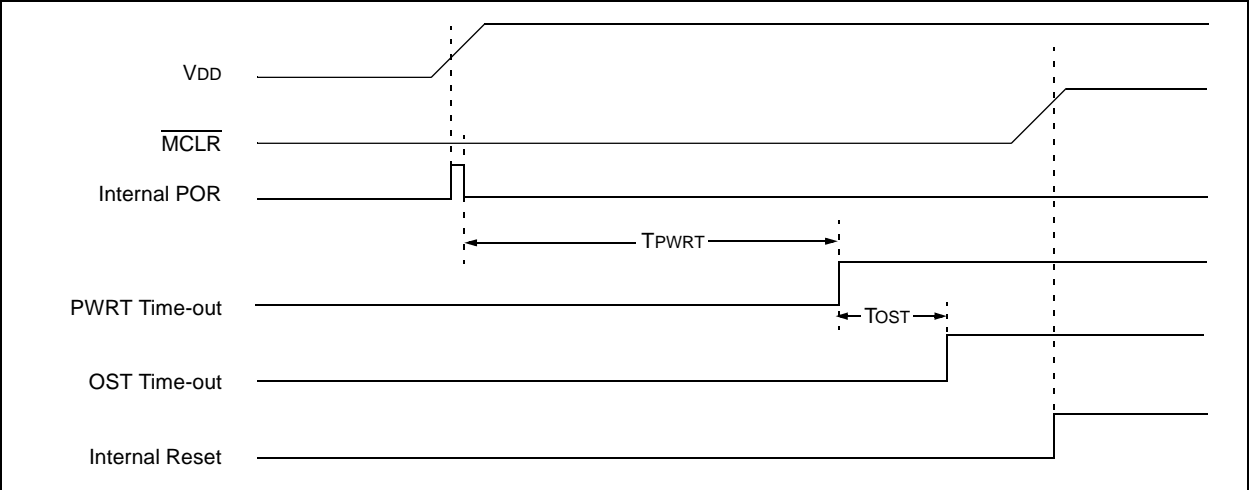 VDD
MCLR
Internal POR
TPWRT
PWRT Time-out
TOST
OST Time-out
Internal Reset